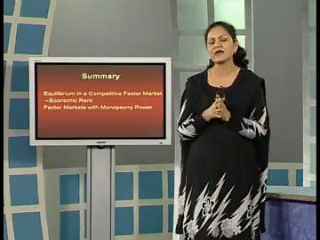 Summary
Equilibrium in a Competitive Factor Market
–Economic Rent
Factor Markets with Monopsony Power